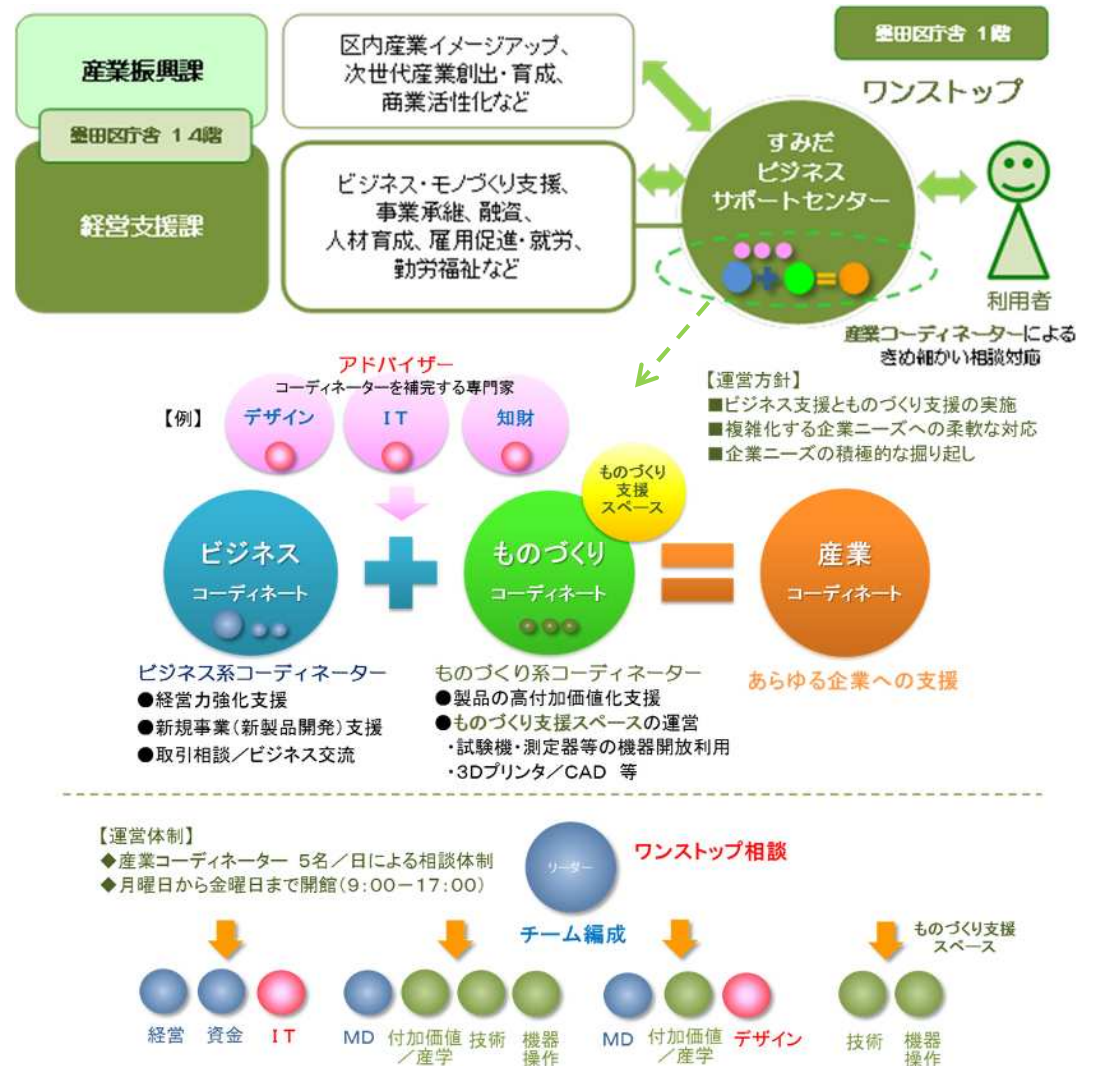 産業振興課
区内産業イメージアップ、
次世代産業創出・育成、
商業活性化など
墨田区庁舎 14階
経営支援課
ビジネス・モノづくり支援、
事業承継、融資、
人材育成、雇用促進・就労、
勤労福祉など
墨田区庁舎 1階
ワンストップ
すみだ
ビジネス
サポートセンター
利用者
産業コーディネーターによる
きめ細かい相談対応
アドバイザー
コーディネーターを補完する専門家
【例】
デザイン
IT
知財
【運営方針】
■ビジネス支援とものづくり支援の実施
■複雑化する企業ニーズへの柔軟な対応
■企業ニーズの積極的な掘り起し
ものづくり
支援
スペース
ビジネス
コーディネート
ものづくり
コーディネート
産業
コーディネート
ビジネス系コーディネーター
●経営力強化支援
●新規事業(新製品開発)支援
●取引相談/ビジネス交流
ものづくり系コーディネーター
●製品の高付加価値化支援
●ものづくり支援スペースの運営
・試験機・測定器等の機器開放利用
・3Dプリンタ/CAD 等
あらゆる企業への支援
【運営体制】
◆産業コーディネーター 5名/日による相談体制
◆月曜日から金曜日まで開館(9:00-17:00)
リーダー
ワンストップ相談
チーム編成
ものづくり支援
スペース
経営
資金
IT
MD
付加価値
/産学
技術
機器
操作
MD
付加価値
/産学
デザイン
技術
機器
操作